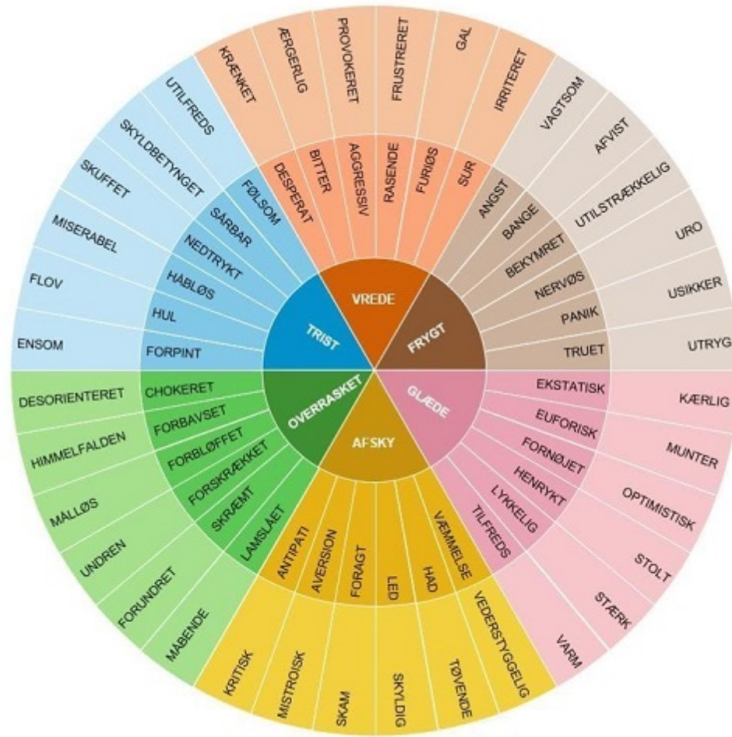 VREDE
FRYGT
GLÆDE
AFSKY
OVERRASKET
TRIST
DESPERAT
BITTER
AGGRESSIV
RASENDE
FURIØS
SUR
KRÆNKET
ÆRGERLIG
PROVOKERET
FRUSTRERET
GAL
IRRITERET
ANGST
BANGE
BEKYMRET
NERVØS
PANIK
TRUET
VAGTSOM
AFVIST
UTILSTRÆKKELIG
URO
USIKKER
UTRYG
EKSTATISK
EUFORISK
FORNØJET
HENRYKT
LYKKELIG
TILFREDS
KÆRLIG
MUNTER
OPTIMISTISK
STOLT
STÆRK
VARM
VÆMMELSE
HAD
LED
FORAGT
AVERSION
ANTIPATI
VEDERSTYGGELIG
TØVENDE
SKYLDIG
SKAM
MISTROISK
KRITISK
LAMSLÅET
SKRÆMT
FORSKRÆKKET
FORBLØFFET
FORBAVSET
CHOKERET
MÅBENDE
FORUNDRET
UNDREN
MÅLLØS
HIMMELFALDEN
DESORIENTERET
FORPINT
HUL
HÅBLØS
NEDTRYKT
SÅRBAR
FØLSOM
ENSOM
FLOV
MISERABEL
SKUFFET
SKYLDBETYNGET
UTILFREDS